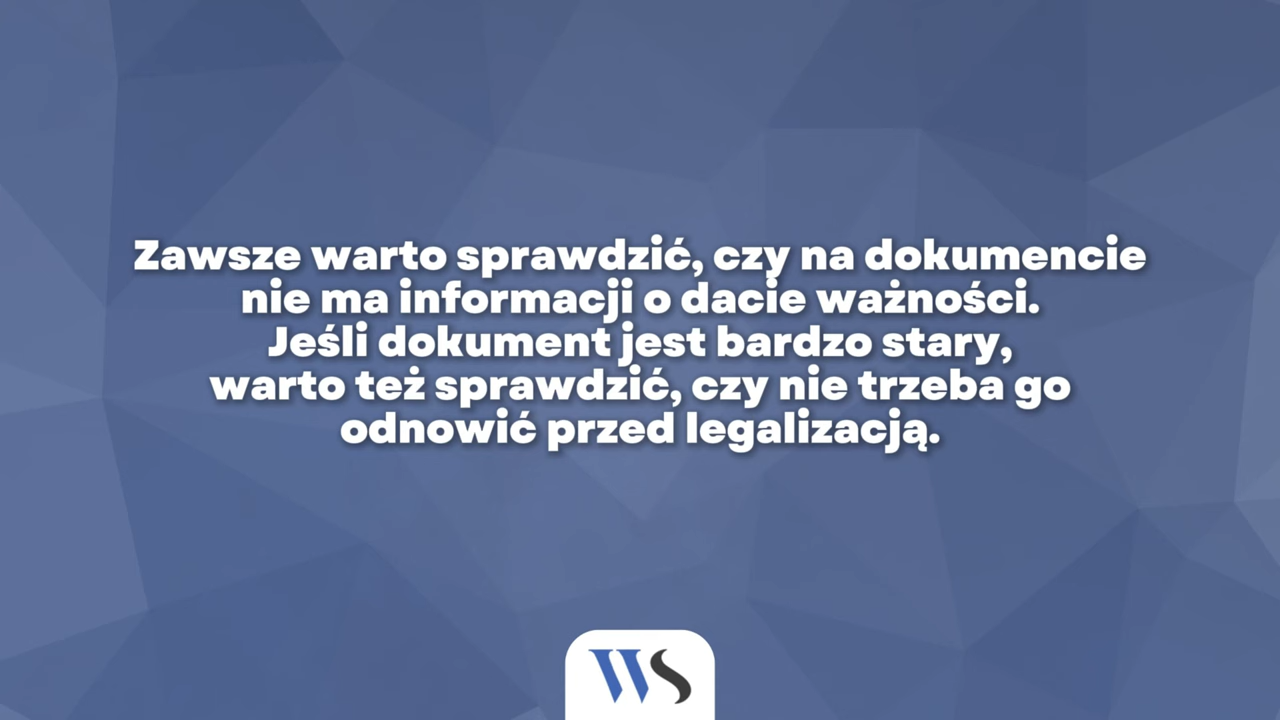 Zawsze warto sprawdzić, czy na dokumencie
nie ma informacji o dacie ważności.
Jeśli dokument jest bardzo stary,
warto też sprawdzić, czy nie trzeba go
odnowić przed legalizacją.
WS